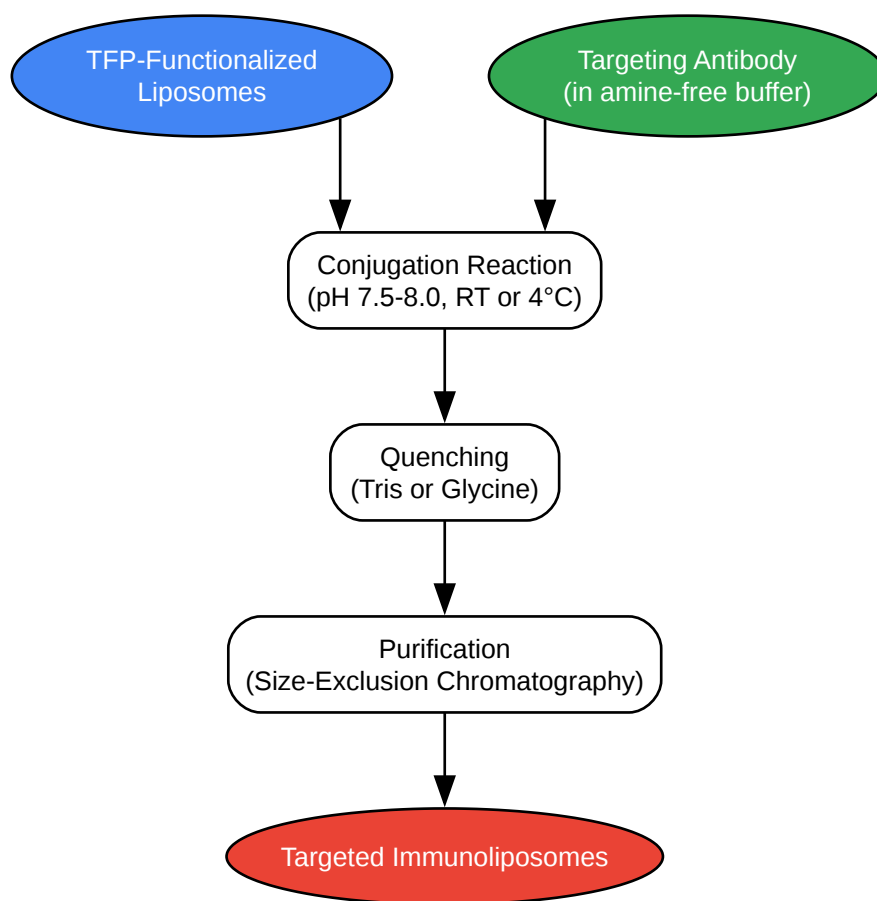 TFP-Functionalized
Liposomes
Targeting Antibody
(in amine-free buffer)
Conjugation Reaction
(pH 7.5-8.0, RT or 4°C)
Quenching
(Tris or Glycine)
Purification
(Size-Exclusion Chromatography)
Targeted Immunoliposomes